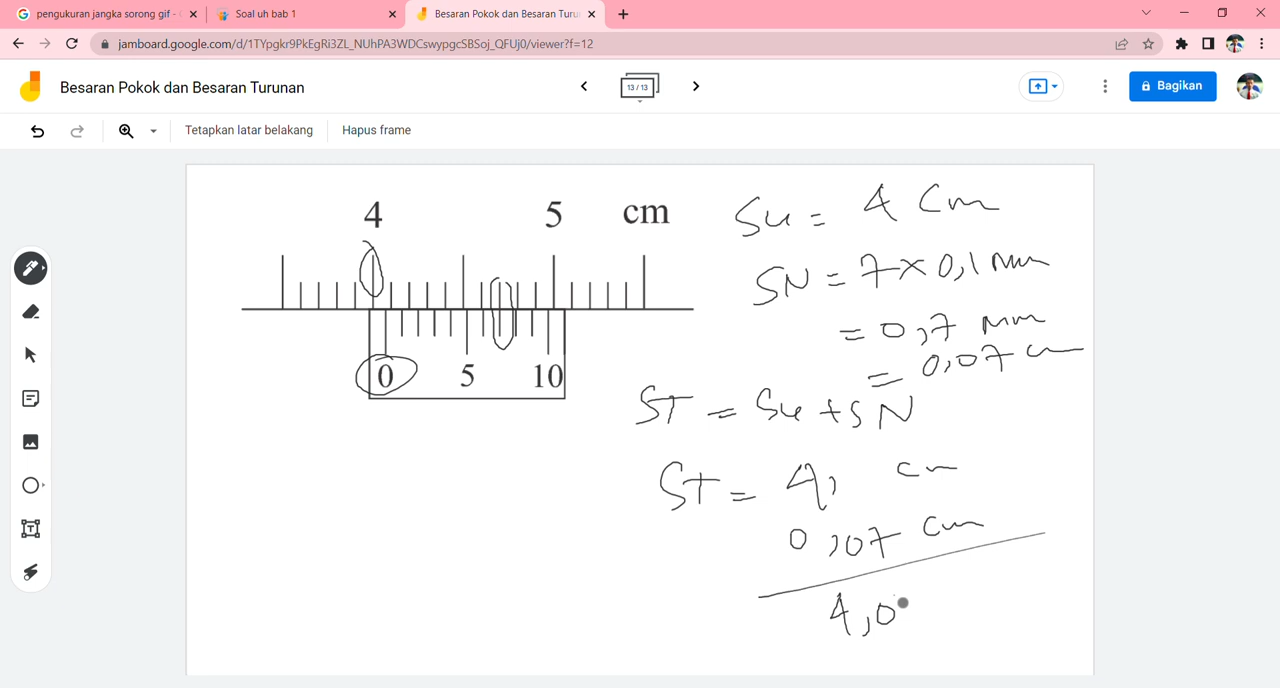 pengukuran jangka sorong gif -
Soal uh bab 1
Besaran Pokok dan Besaran Turu
jamboard.google.com/d/1TYpgkr9PkEgRi3ZL_NUhPA3WDCswypgcSBSoj_QFUj0/viewer?f=12
Besaran Pokok dan Besaran Turunan
13 / 13
Bagikan
Tetapkan latar belakang
Hapus frame
4 5 cm
0 5 10
Su = 4 Cm
SN = 7 × 0,1 mm
= 0,7 mm
= 0,07 cm
ST = Su + SN
ST = 4, cm
0,07 cm
4,0